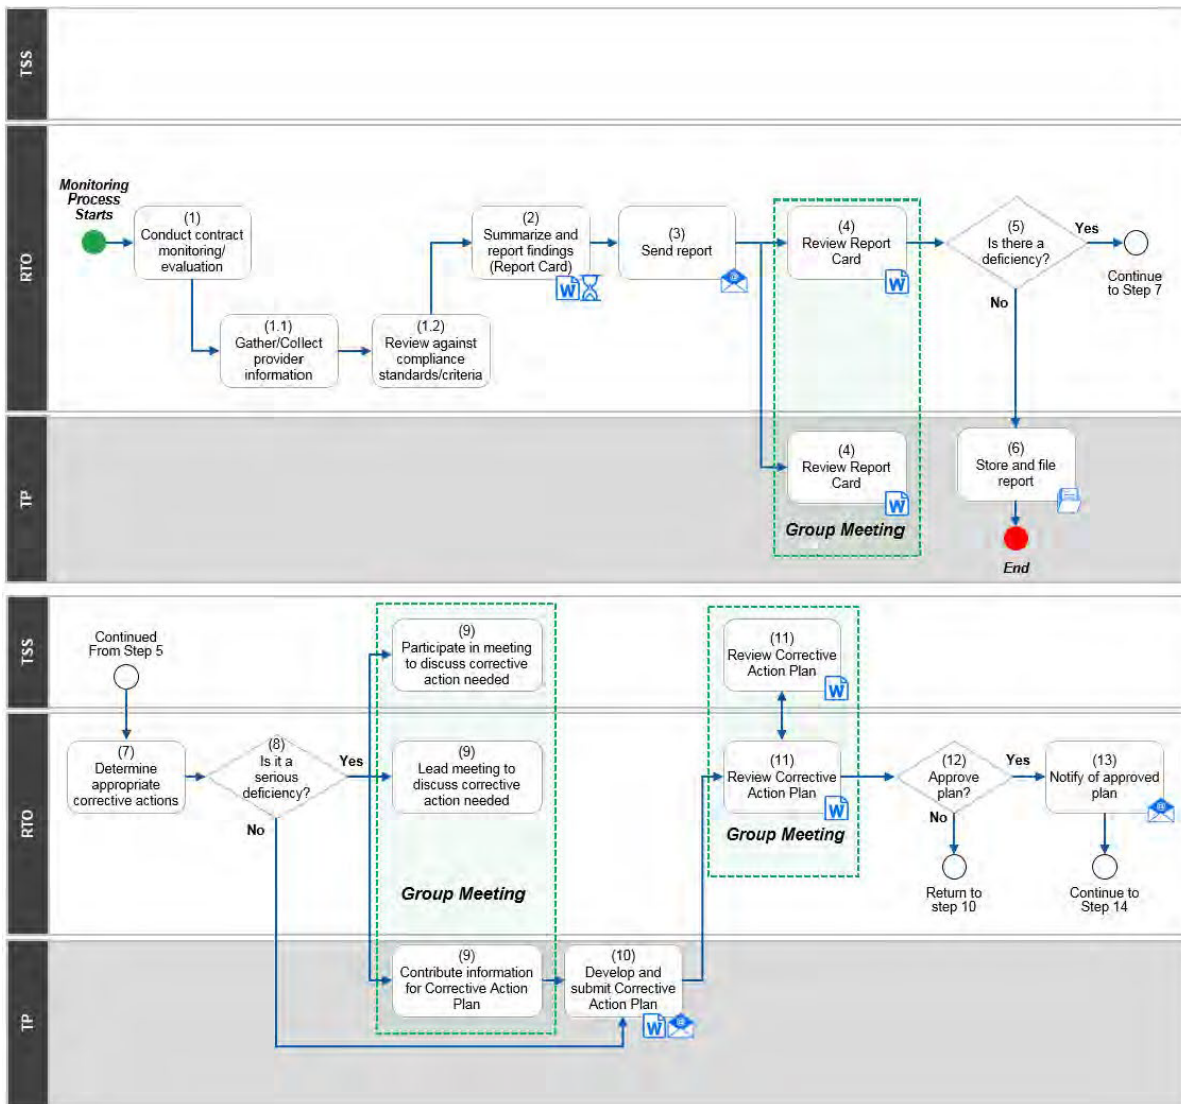 TSS
RTO
Monitoring
Process
Starts
(1)
Conduct contract
monitoring/
evaluation
(1.1)
Gather/Collect
provider
information
(1.2)
Review against
compliance
standards/criteria
(2)
Summarize and
report findings
(Report Card)
W
(3)
Send report
@
(4)
Review Report
Card
W
(5)
Is there a
deficiency?
Yes
Continue
to Step 7
No
TP
(4)
Review Report
Card
W
Group Meeting
(6)
Store and file
report
End
TSS
Continued
From Step 5
(9)
Participate in meeting
to discuss corrective
action needed
(11)
Review Corrective
Action Plan
W
RTO
(7)
Determine
appropriate
corrective actions
(8)
Is it a
serious
deficiency?
Yes
No
(9)
Lead meeting to
discuss corrective
action needed
Group Meeting
(11)
Review Corrective
Action Plan
W
Group Meeting
(12)
Approve
plan?
Yes
No
Return to
step 10
(13)
Notify of approved
plan
@
Continue to
Step 14
TP
(9)
Contribute information
for Corrective Action
Plan
(10)
Develop and
submit Corrective
Action Plan
W
@